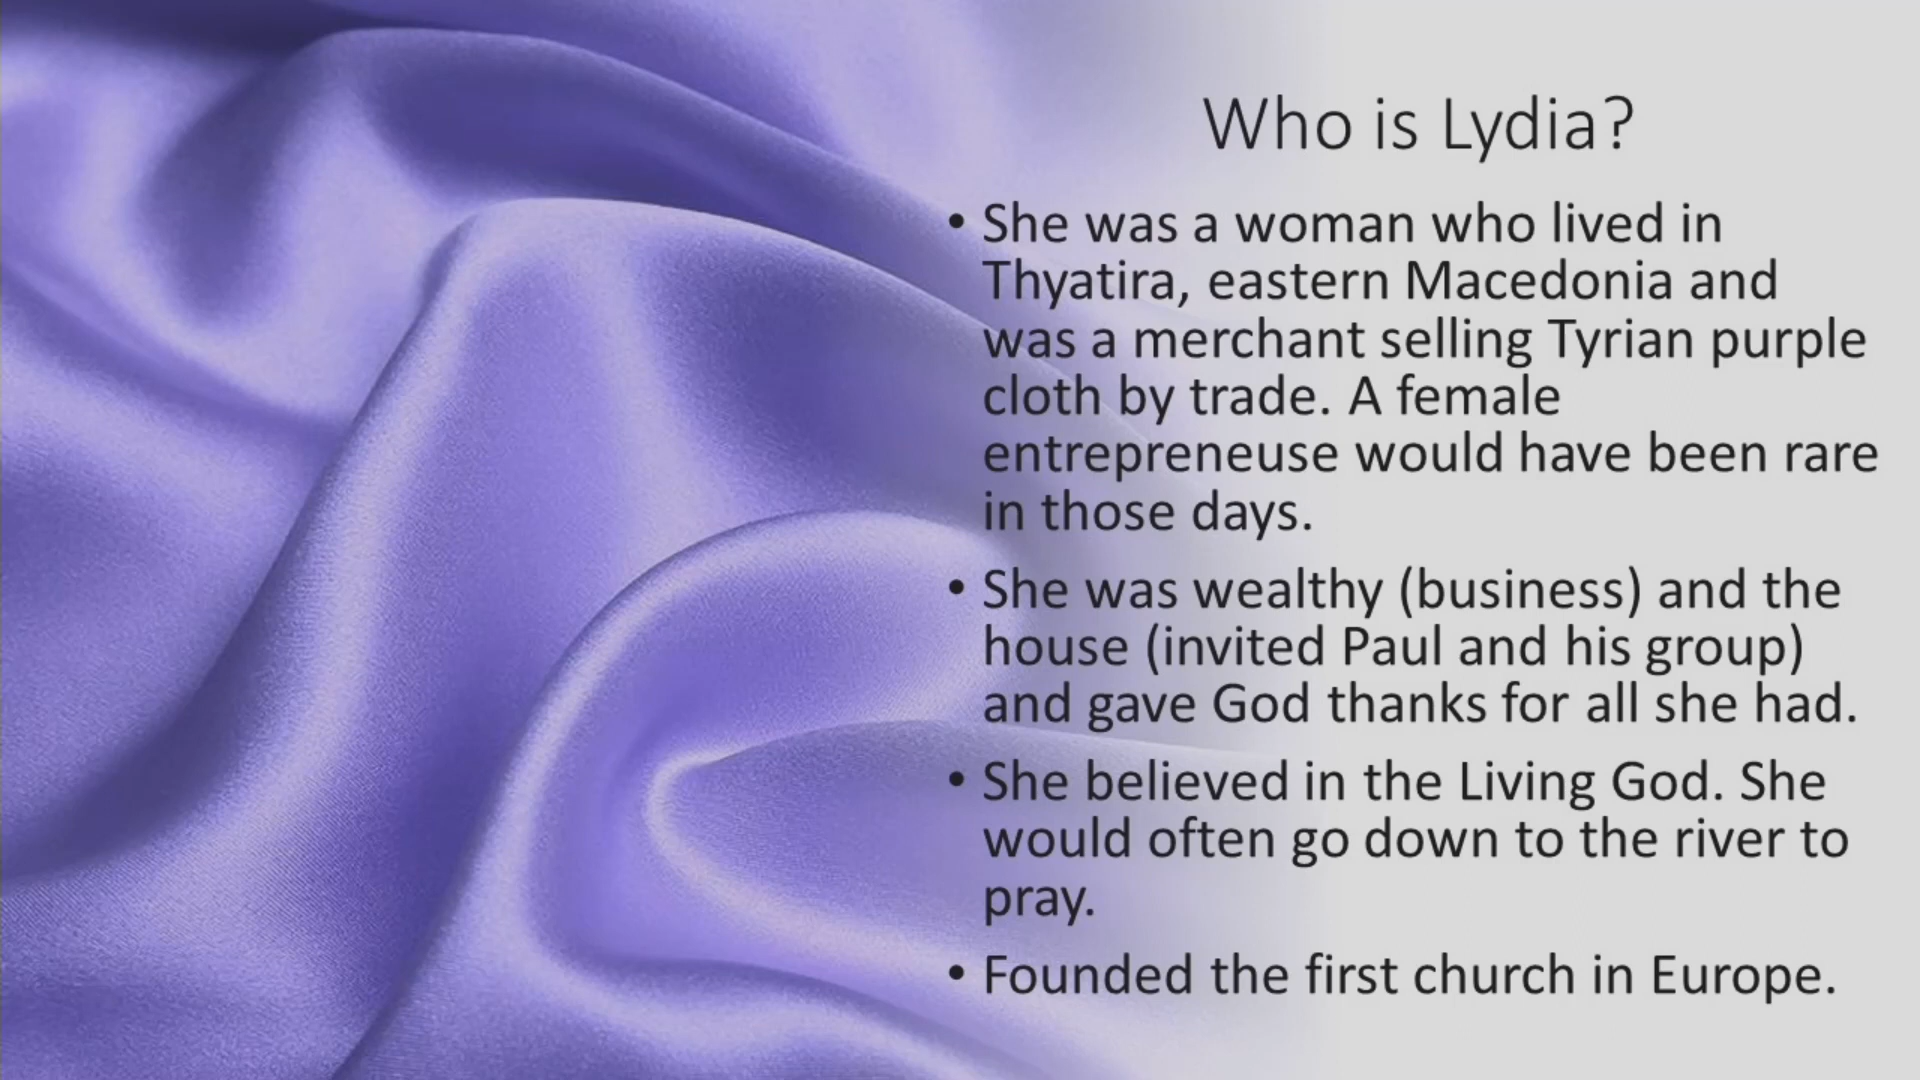 Who is Lydia?
• She was a woman who lived in
Thyatira, eastern Macedonia and
was a merchant selling Tyrian purple
cloth by trade. A female
entrepreneuse would have been rare
in those days.
• She was wealthy (business) and the
house (invited Paul and his group)
and gave God thanks for all she had.
• She believed in the Living God. She
would often go down to the river to
pray.
• Founded the first church in Europe.